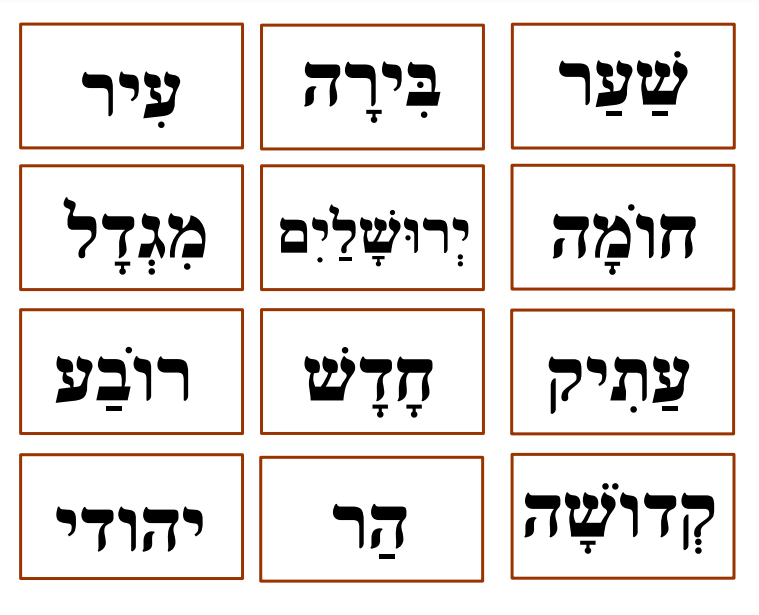 שַׁעַר
בִּירָה
עִיר
חוֹמָה
יְרוּשָׁלַיִם
מִגְדָל
עַתִיק
חָדָשׁ
רוֹבַע
קְדוֹשָׁה
הַר
יהודי